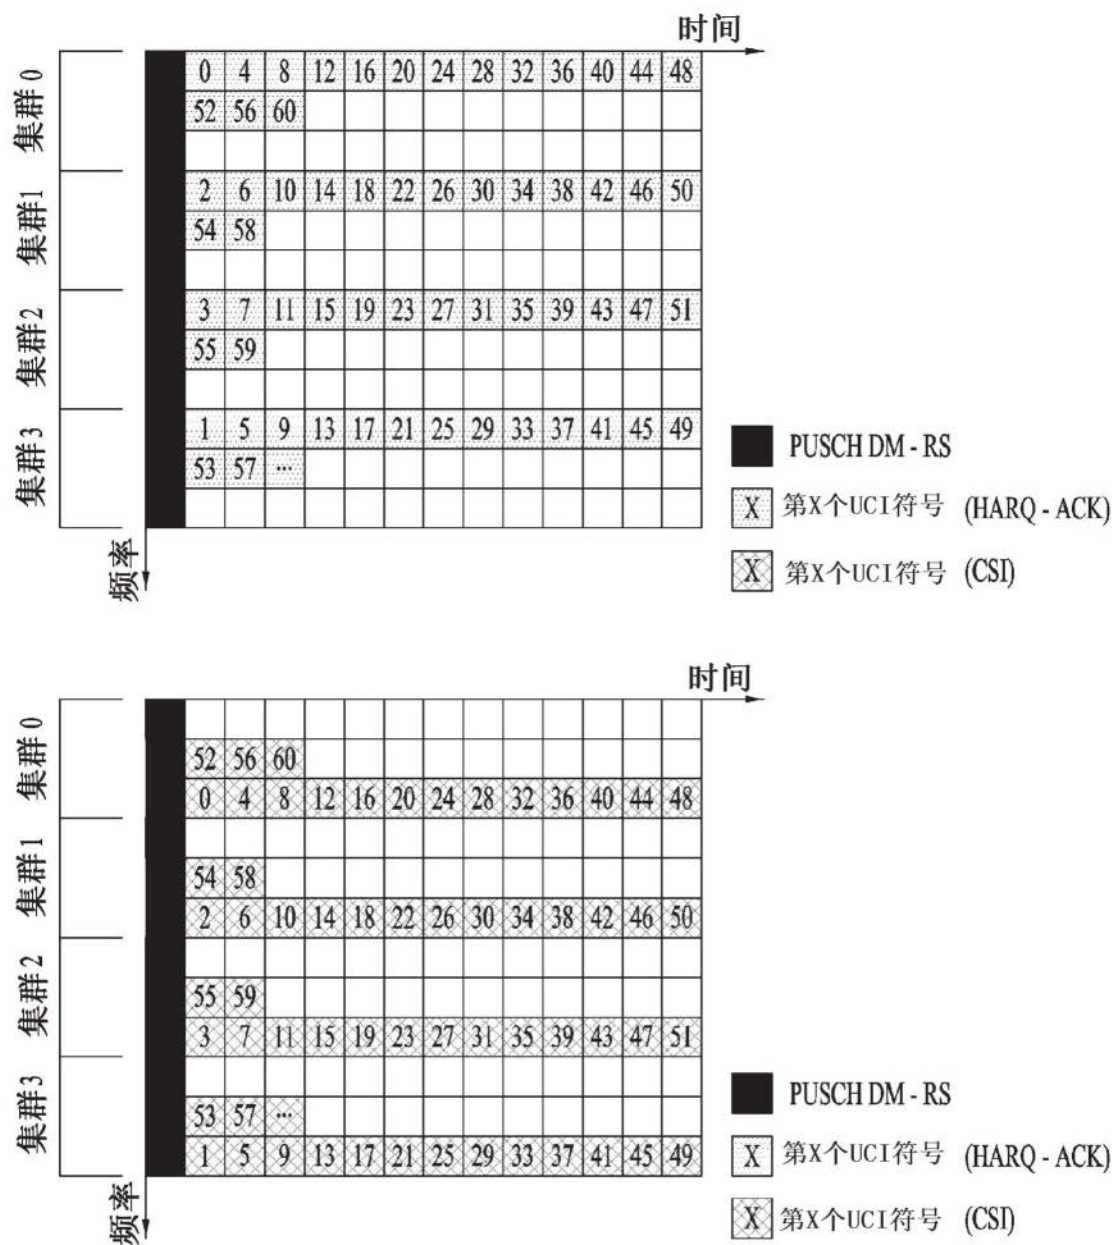 时间
集群 0
0 4 8 12 16 20 24 28 32 36 40 44 48
52 56 60
集群 1
2 6 10 14 18 22 26 30 34 38 42 46 50
54 58
集群 2
3 7 11 15 19 23 27 31 35 39 43 47 51
55 59
集群 3
1 5 9 13 17 21 25 29 33 37 41 45 49
53 57 ...
频率
PUSCH DM - RS
X 第X个UCI符号 (HARQ - ACK)
X 第X个UCI符号 (CSI)
时间
集群 0
52 56 60
0 4 8 12 16 20 24 28 32 36 40 44 48
集群 1
54 58
2 6 10 14 18 22 26 30 34 38 42 46 50
集群 2
55 59
3 7 11 15 19 23 27 31 35 39 43 47 51
集群 3
53 57 ...
1 5 9 13 17 21 25 29 33 37 41 45 49
频率
PUSCH DM - RS
X 第X个UCI符号 (HARQ - ACK)
X 第X个UCI符号 (CSI)